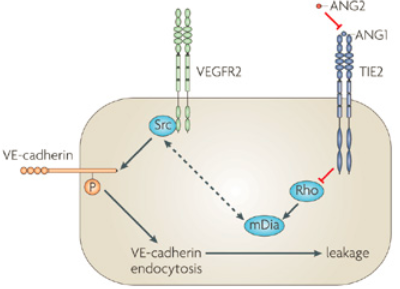 ANG2
ANG1
VEGFR2
TIE2
Src
VE-cadherin
P
Rho
mDia
VE-cadherin
endocytosis
leakage